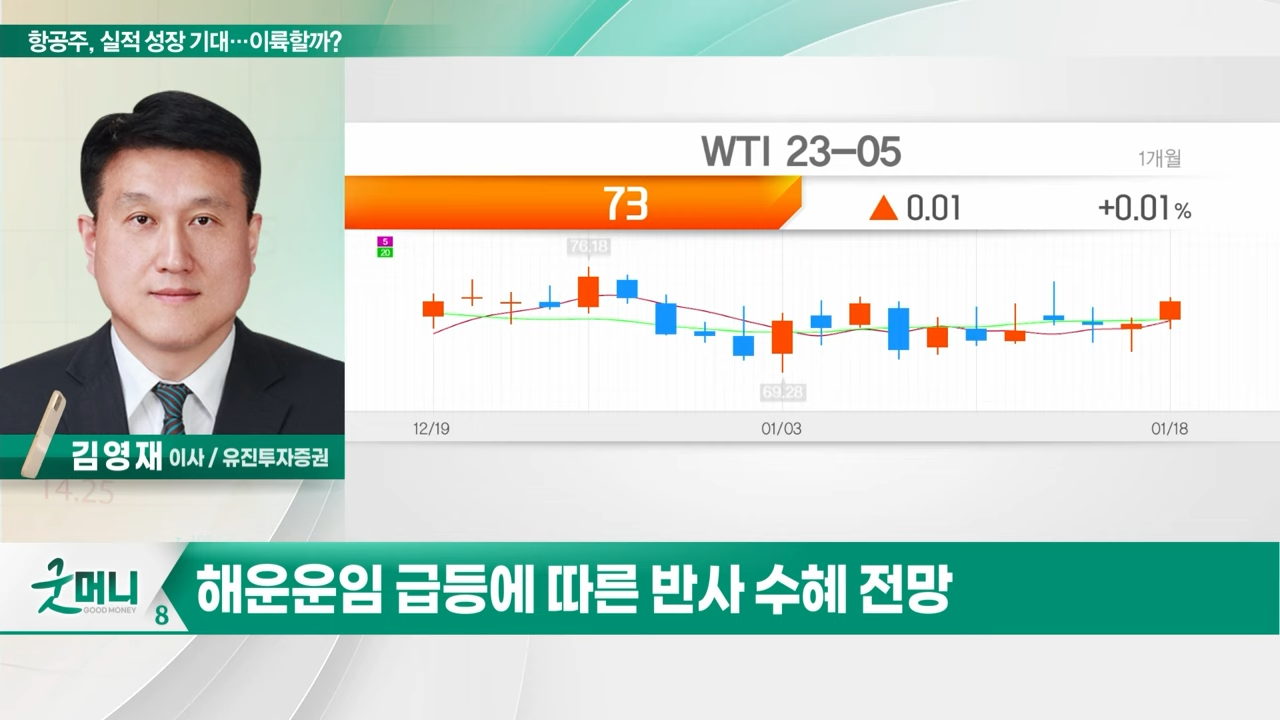 항공주, 실적 성장 기대…이륙할까?
WTI 23-05
1개월
73 ▲ 0.01 +0.01%
5
20
76.18
69.28
12/19 01/03 01/18
김영재 이사 / 유진투자증권
14.25
굿머니
GOOD MONEY
8
해운운임 급등에 따른 반사 수혜 전망